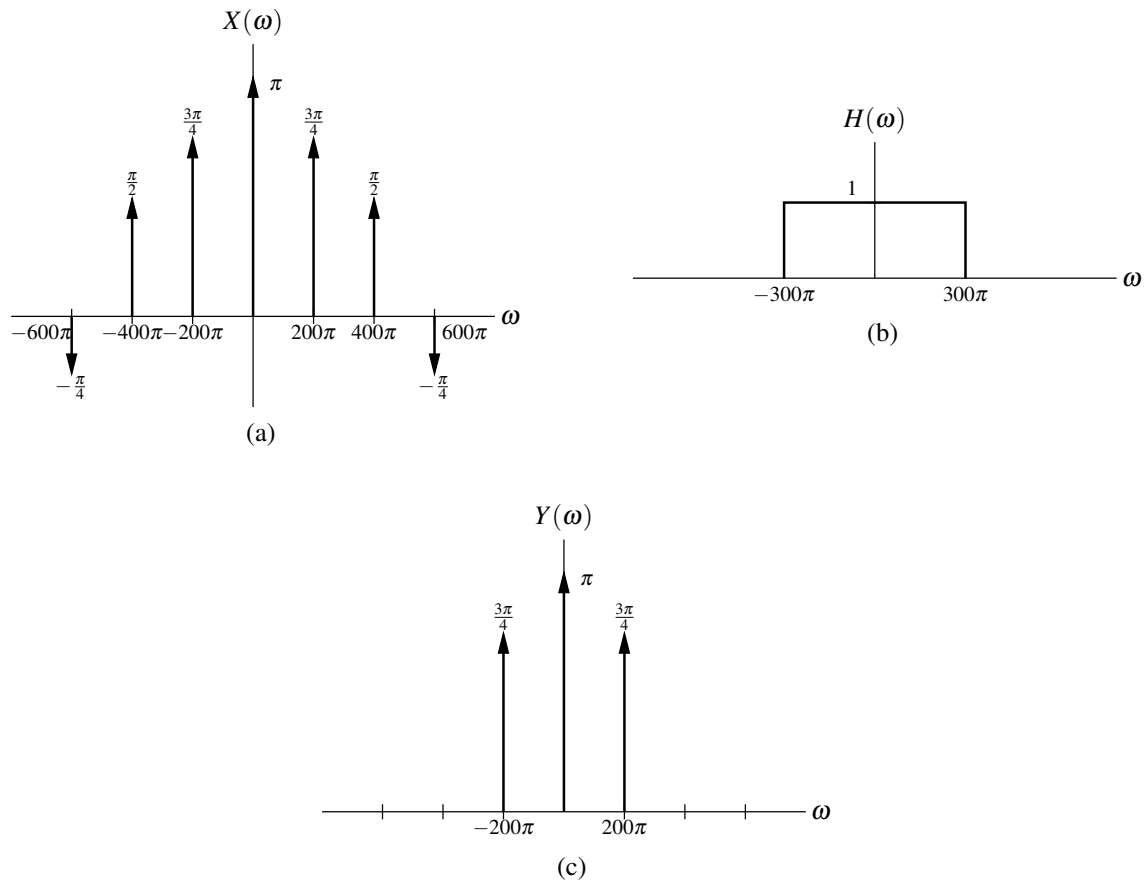 X(ω)
π
3π/4
3π/4
π/2
π/2
−600π
−400π
−200π
200π
400π
600π
ω
−π/4
−π/4
(a)
H(ω)
1
−300π
300π
ω
(b)
Y(ω)
π
3π/4
3π/4
−200π
200π
ω
(c)